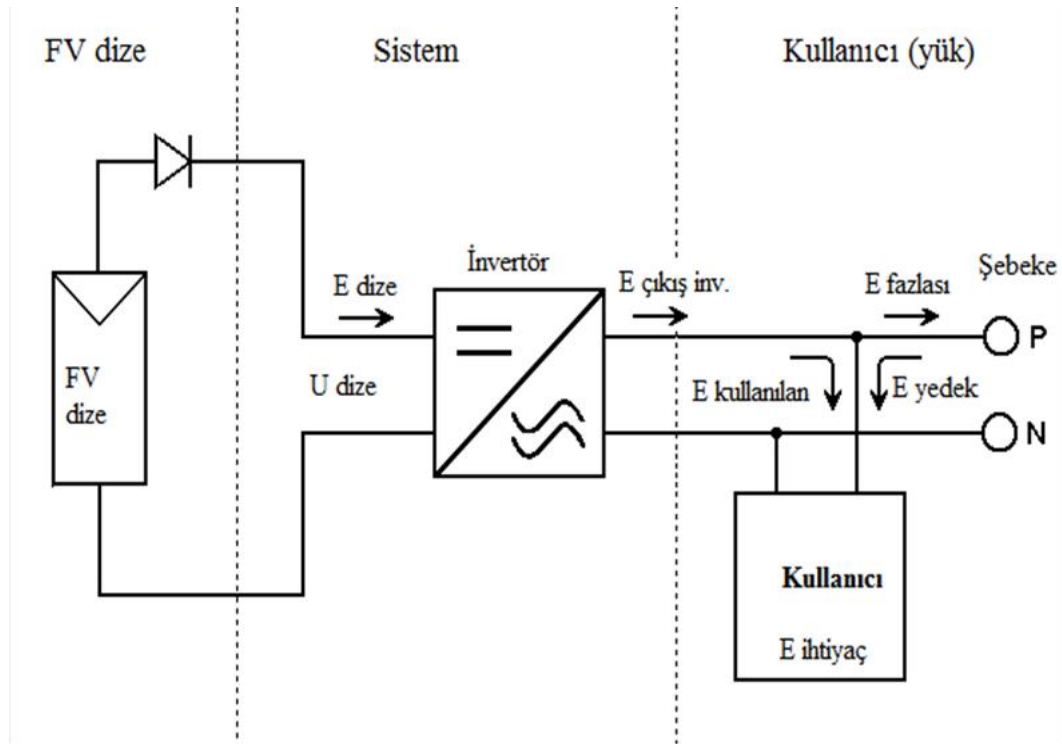 FV dize
Sistem
Kullanıcı (yük)
İnvertör
Şebeke
E dize
E çıkış inv.
E fazlası
P
FV
dize
U dize
E kullanılan
E yedek
N
Kullanıcı
E ihtiyaç